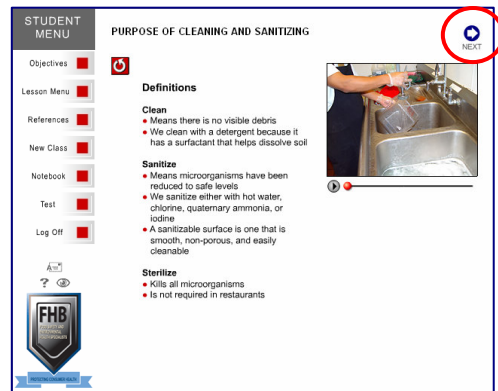 STUDENT
MENU
PURPOSE OF CLEANING AND SANITIZING
NEXT
Objectives
Lesson Menu
References
New Class
Notebook
Test
Log Off
?
Definitions
Clean
• Means there is no visible debris
• We clean with a detergent because it
has a surfactant that helps dissolve soil
Sanitize
• Means microorganisms have been
reduced to safe levels
• We sanitize either with hot water,
chlorine, quaternary ammonia, or
iodine
• A sanitizable surface is one that is
smooth, non-porous, and easily
cleanable
Sterilize
• Kills all microorganisms
• Is not required in restaurants
FHB
PROTECTING CONSUMER HEALTH